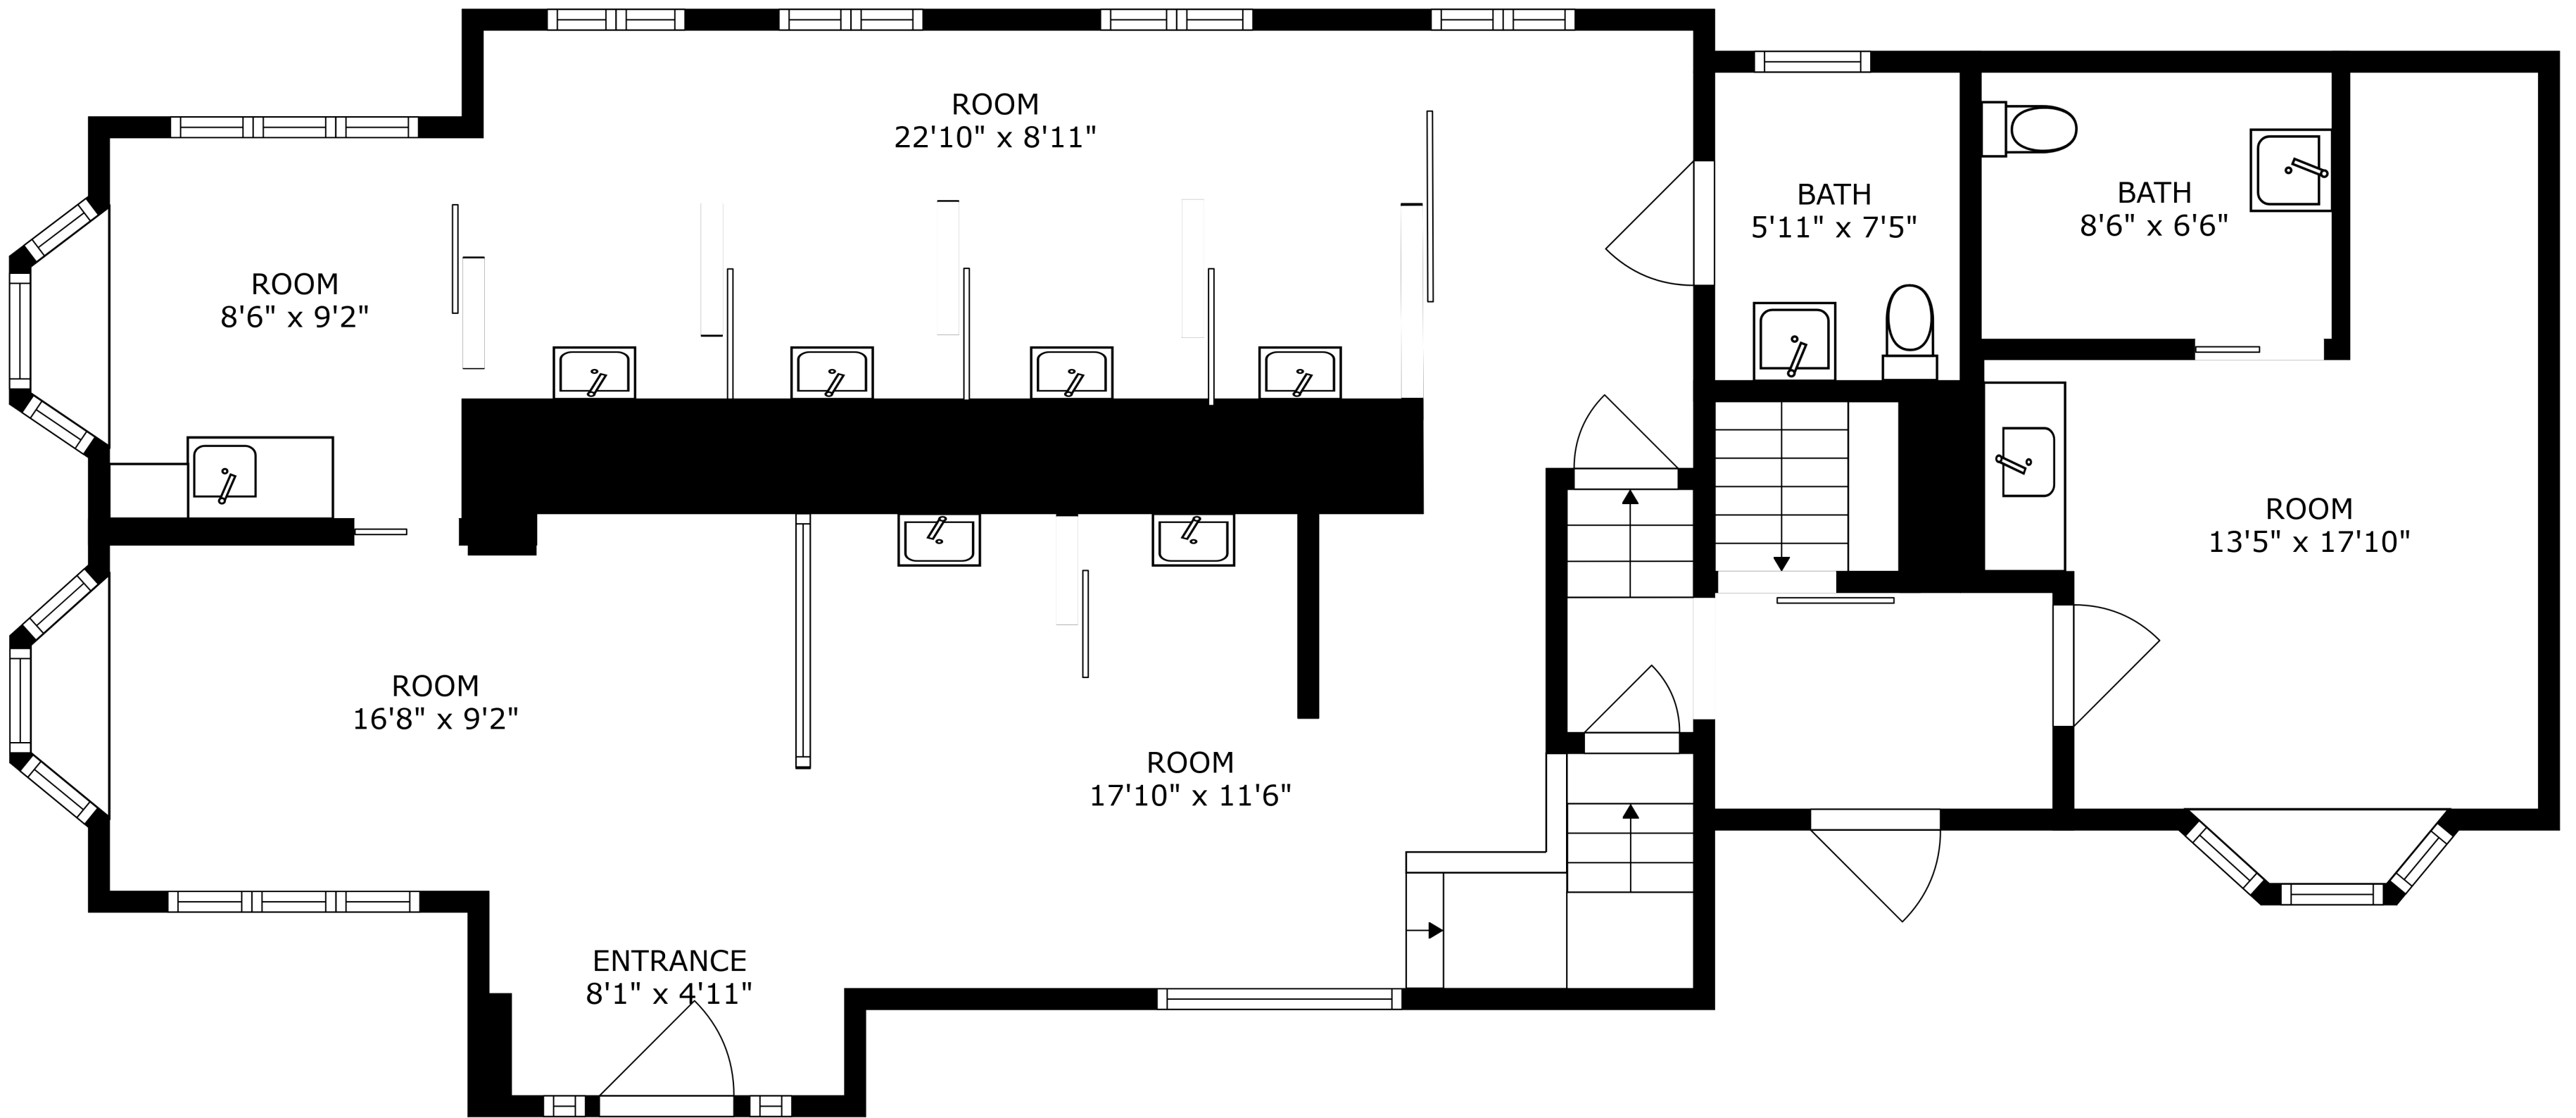 ROOM
22'10" x 8'11"
BATH
5'11" x 7'5"
BATH
8'6" x 6'6"
ROOM
8'6" x 9'2"
ROOM
13'5" x 17'10"
ROOM
16'8" x 9'2"
ROOM
17'10" x 11'6"
ENTRANCE
8'1" x 4'11"